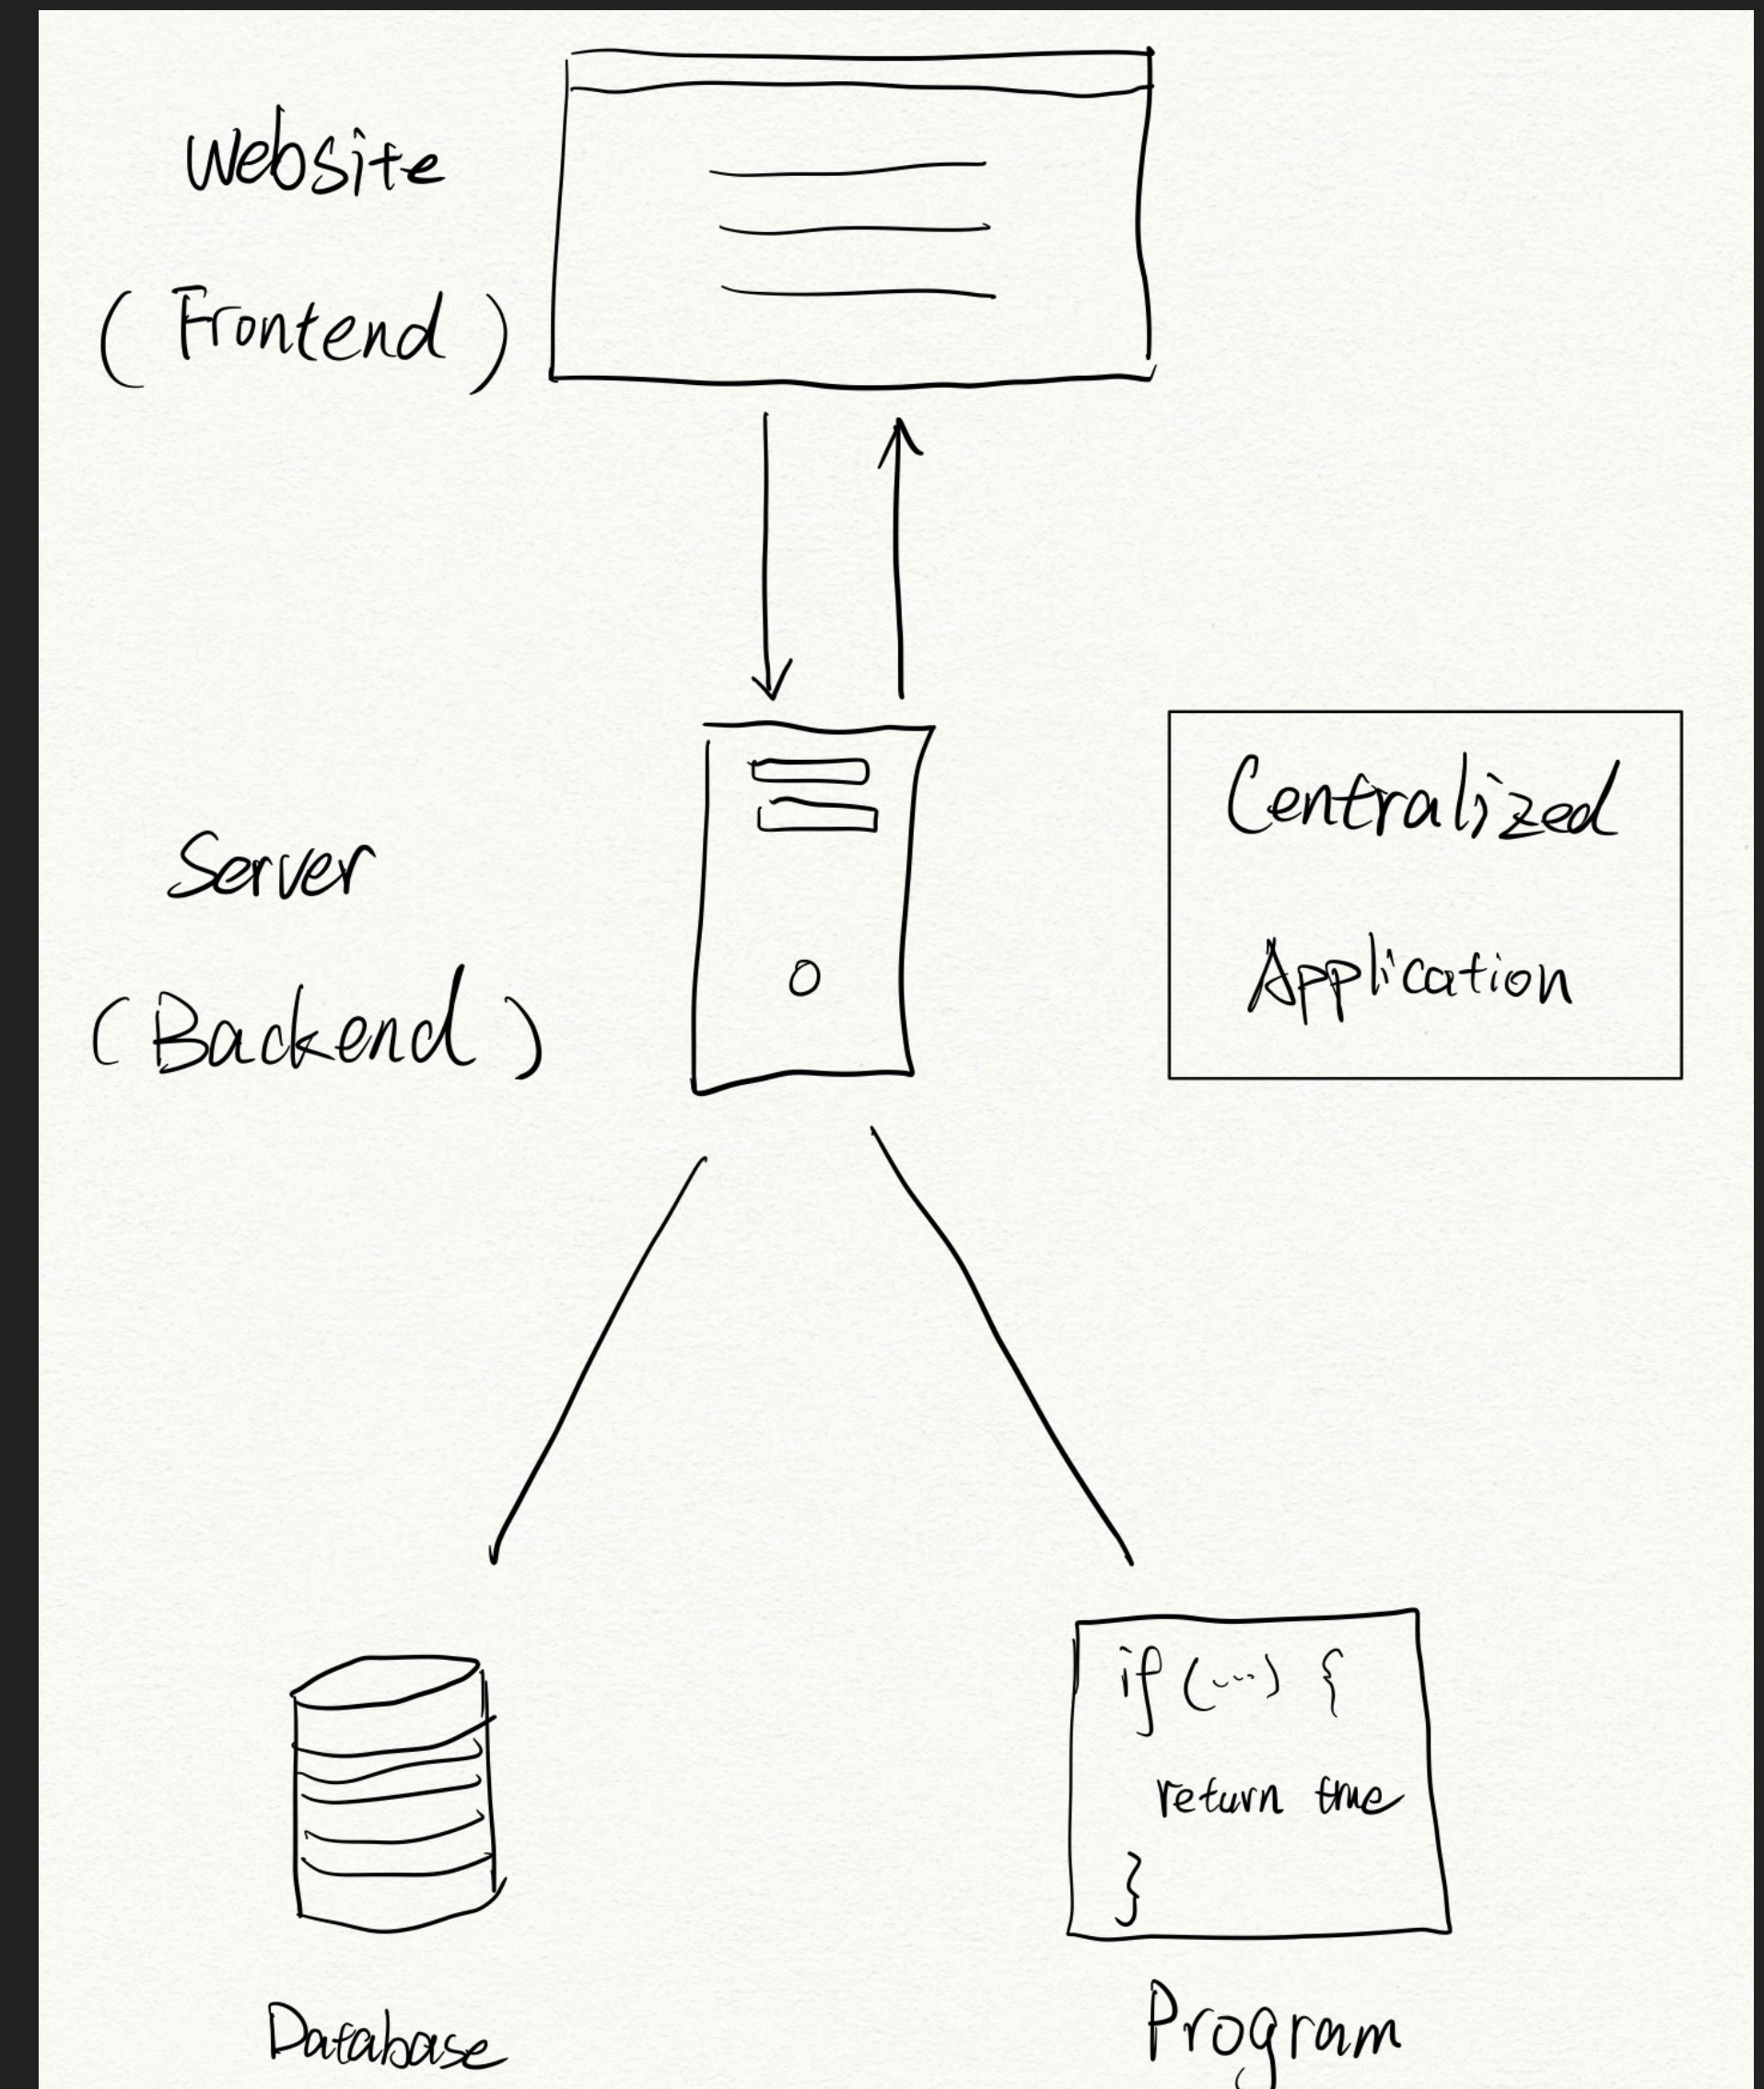 Website
(Frontend)
Server
(Backend)
Centralized
Application
if (...) {
return true
}
Database
Program